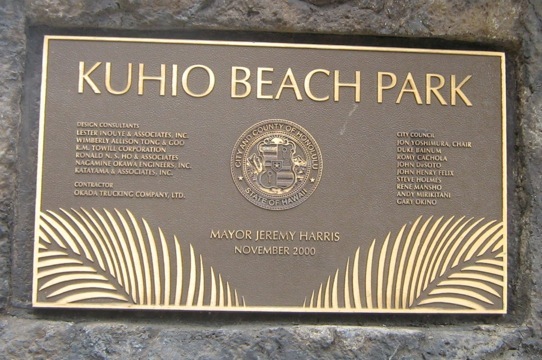 KUHIO BEACH PARK
DESIGN CONSULTANTS
LESTER INOUYE & ASSOCIATES, INC.
WIMBERLY ALLISON TONG & GOO
R.M. TOWILL CORPORATION
RONALD N. S. HO & ASSOCIATES
NAGAMINE OKAWA ENGINEERS, INC.
KATAYAMA & ASSOCIATES, INC.
CONTRACTOR
OKADA TRUCKING COMPANY, LTD.
CITY AND COUNTY OF HONOLULU
STATE OF HAWAII
CITY COUNCIL
JON YOSHIMURA, CHAIR
DUKE BAINUM
ROMY CACHOLA
JOHN DESOTO
JOHN HENRY FELIX
STEVE HOLMES
RENE MANSHO
ANDY MIRIKITANI
GARY OKINO
MAYOR JEREMY HARRIS
NOVEMBER 2000